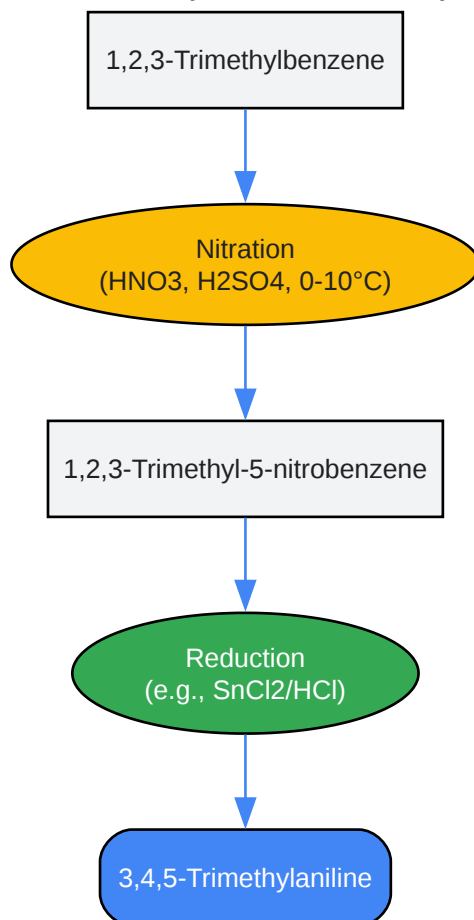 1,2,3-Trimethylbenzene
Nitration
(HNO3, H2SO4, 0-10°C)
1,2,3-Trimethyl-5-nitrobenzene
Reduction
(e.g., SnCl2/HCl)
3,4,5-Trimethylaniline